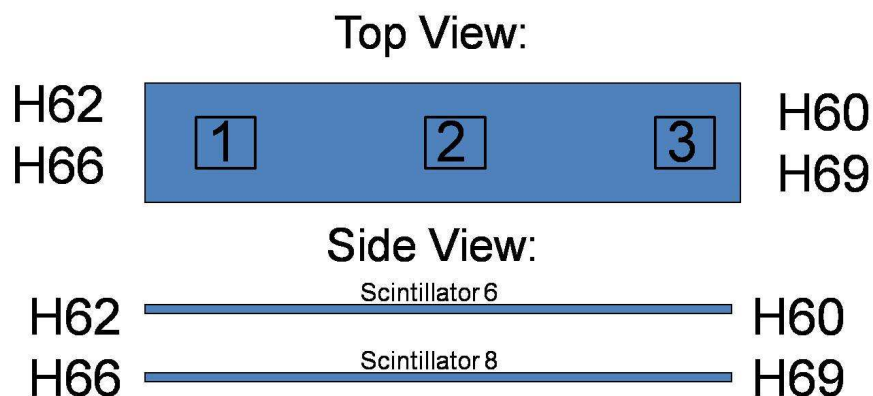 Top View:
H62 H60
1 2 3
H66 H69
Side View:
Scintillator 6
H62 H60
Scintillator 8
H66 H69